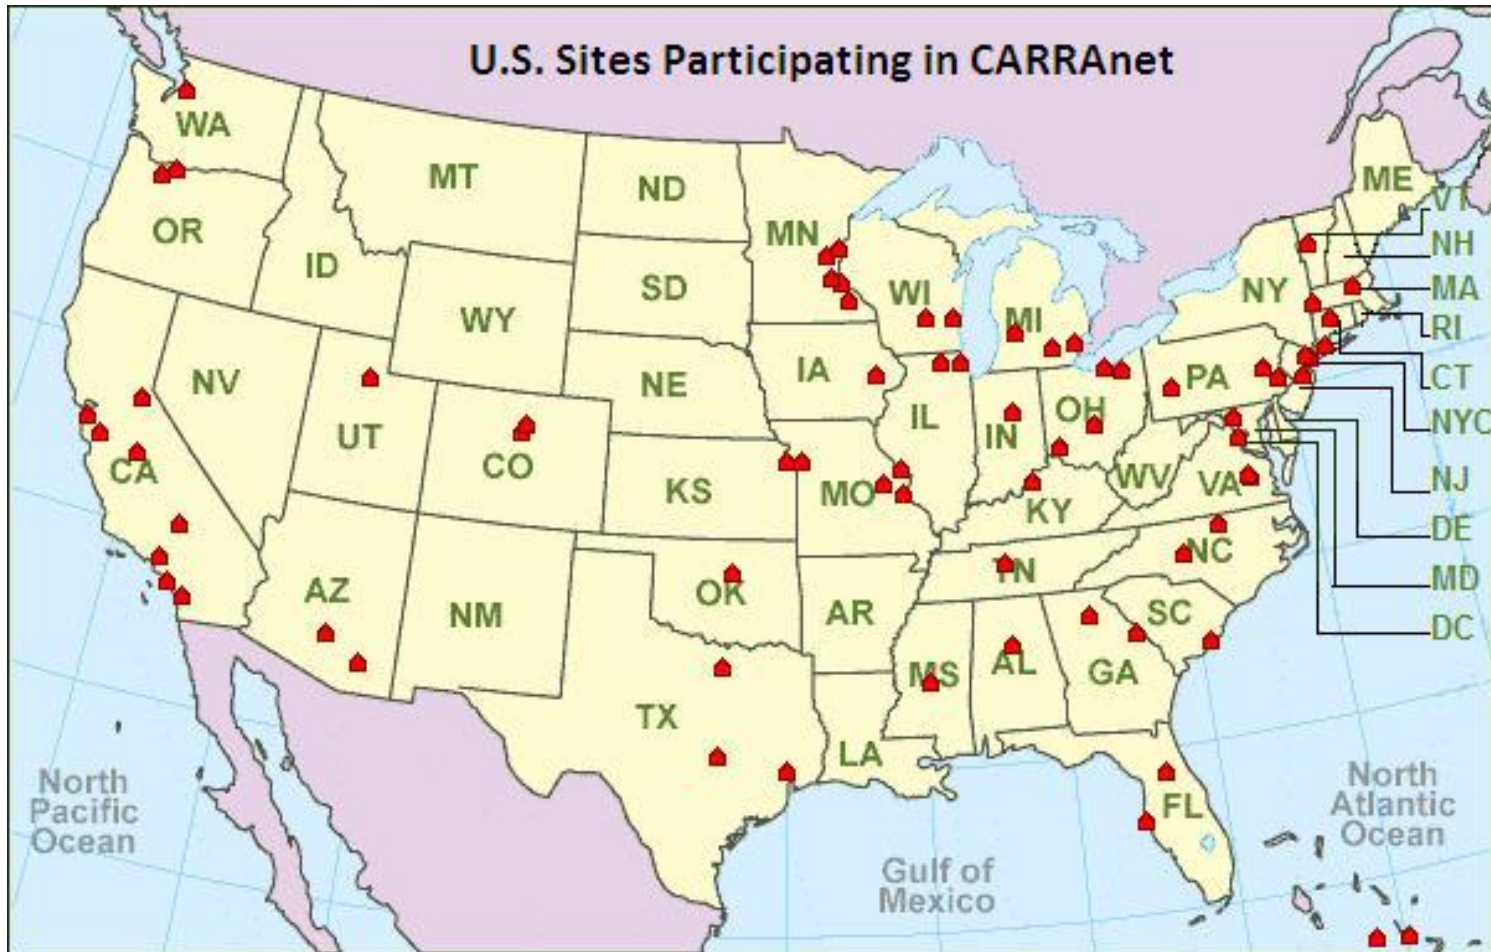 U.S. Sites Participating in CARRAnet
WA
MT
ND
MN
ME
VT
OR
ID
SD
WI
MI
NY
NH
MA
RI
WY
NV
UT
NE
IA
IL
IN
OH
PA
CT
NYC
CA
CO
KS
MO
KY
WV
VA
NJ
DE
MD
DC
AZ
NM
OK
AR
TN
NC
SC
MS
AL
GA
TX
LA
FL
North
Pacific
Ocean
Gulf of
Mexico
North
Atlantic
Ocean